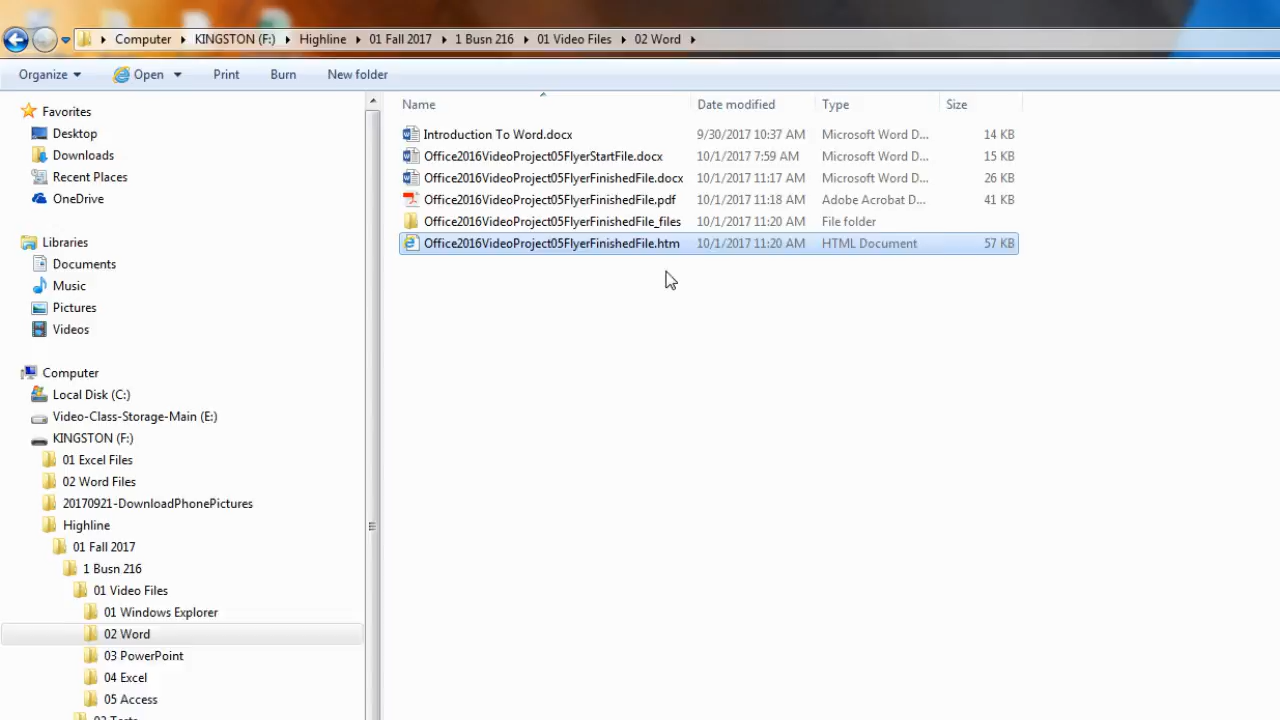 Computer KINGSTON (F:) Highline 01 Fall 2017 1 Busn 216 01 Video Files 02 Word
Organize Open Print Burn New folder
Favorites
Desktop
Downloads
Recent Places
OneDrive
Libraries
Documents
Music
Pictures
Videos
Computer
Local Disk (C:)
Video-Class-Storage-Main (E:)
KINGSTON (F:)
01 Excel Files
02 Word Files
20170921-DownloadPhonePictures
Highline
01 Fall 2017
1 Busn 216
01 Video Files
01 Windows Explorer
02 Word
03 PowerPoint
04 Excel
05 Access
Name Date modified Type Size
Introduction To Word.docx 9/30/2017 10:37 AM Microsoft Word D... 14 KB
Office2016VideoProject05FlyerStartFile.docx 10/1/2017 7:59 AM Microsoft Word D... 15 KB
Office2016VideoProject05FlyerFinishedFile.docx 10/1/2017 11:17 AM Microsoft Word D... 26 KB
Office2016VideoProject05FlyerFinishedFile.pdf 10/1/2017 11:18 AM Adobe Acrobat D... 41 KB
Office2016VideoProject05FlyerFinishedFile_files 10/1/2017 11:20 AM File folder
Office2016VideoProject05FlyerFinishedFile.htm 10/1/2017 11:20 AM HTML Document 57 KB